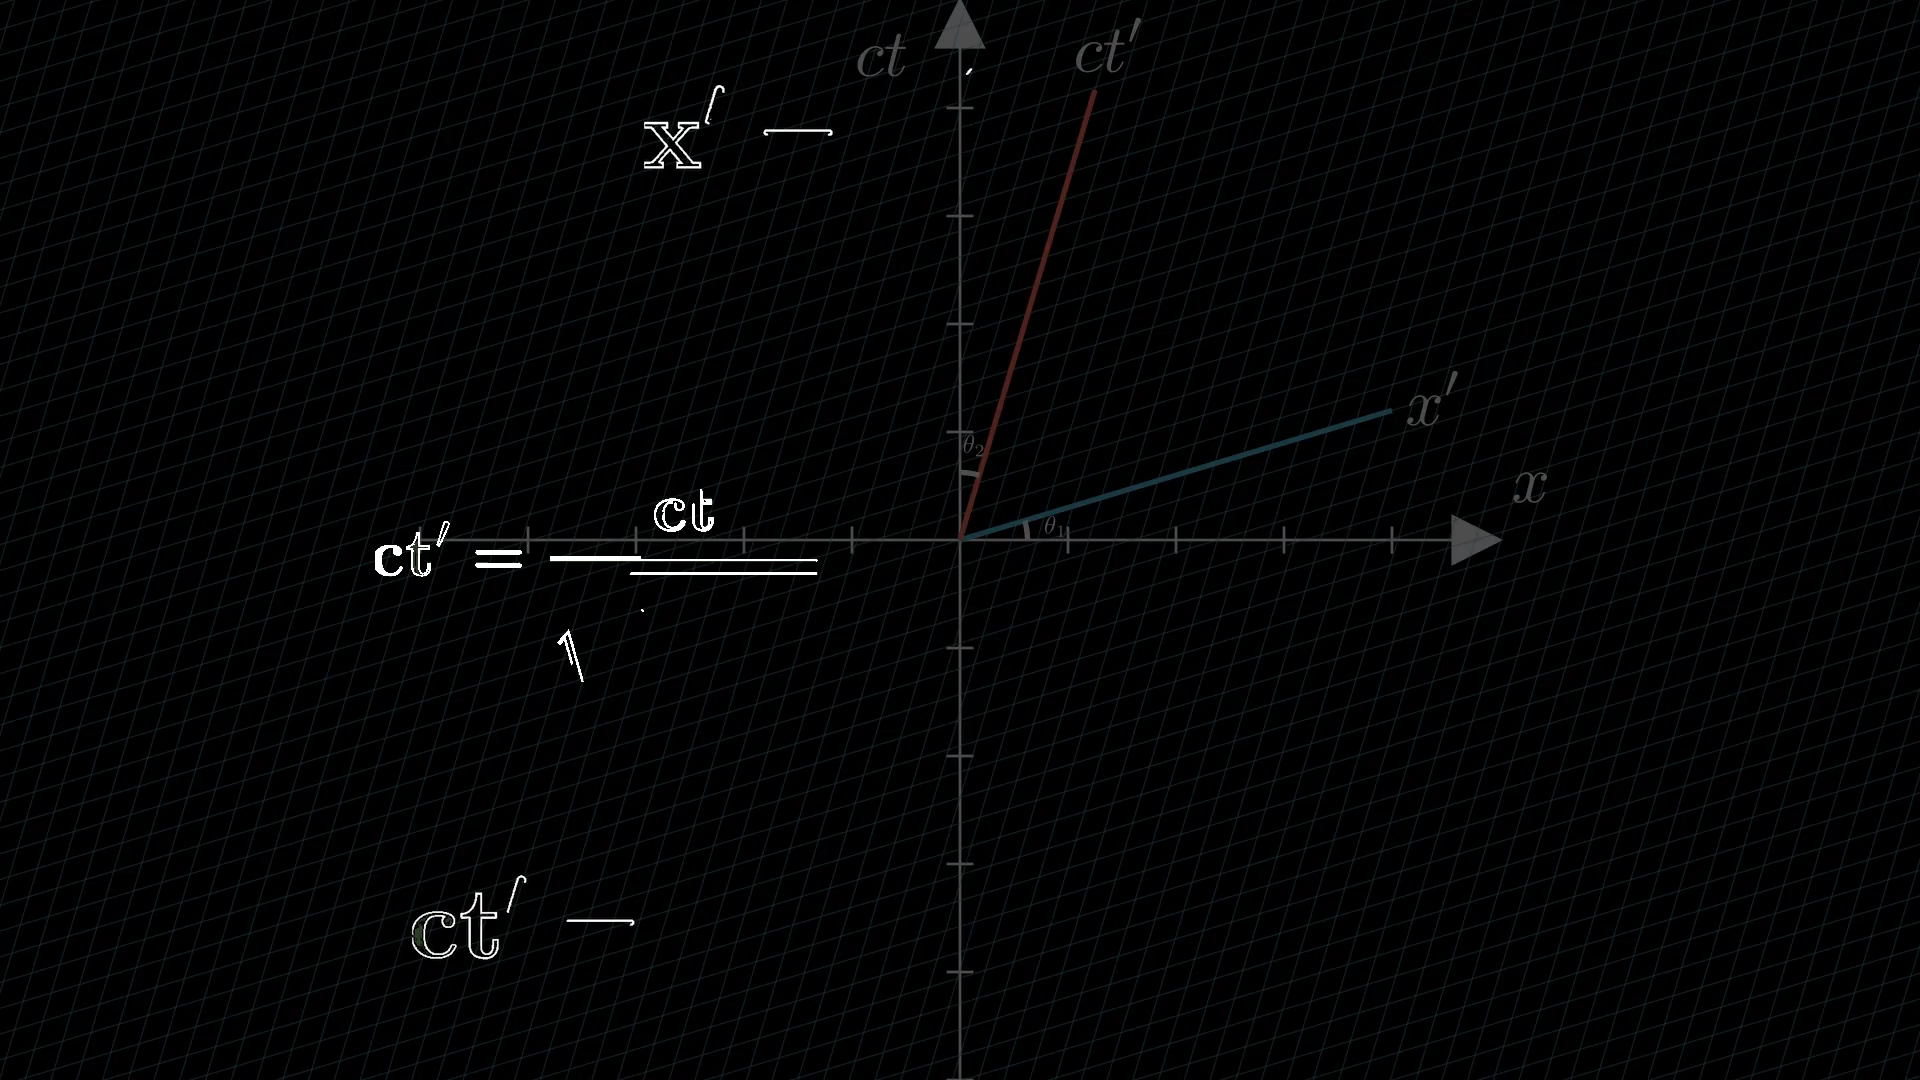 ct
ct′
x′
x′
x
θ₂
θ₁
ct
ct′ =
ct′